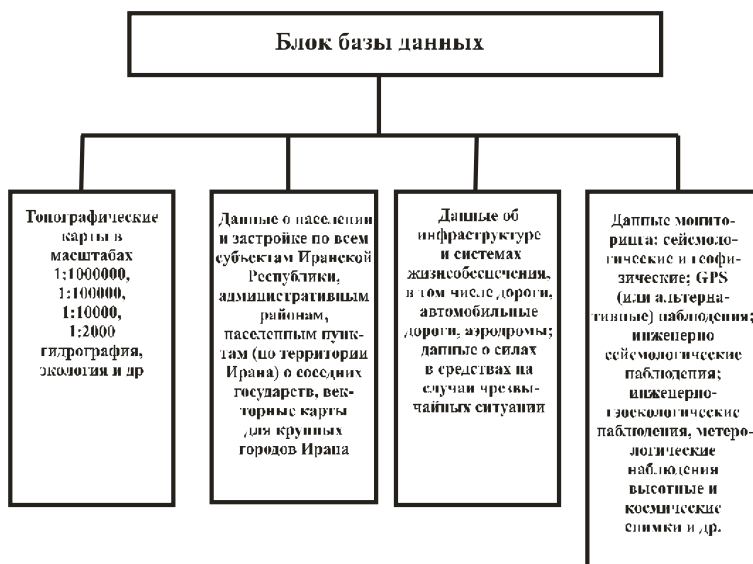 Блок базы данных
Топографические
карты в
масштабах
1:1000000,
1:100000,
1:10000,
1:2000
гидрография,
экология и др
Данные о населении
и застройке по всем
субъектам Иранской
Республики,
административным
районам,
населенным пунк-
там (по территории
Ирана) о соседних
государств, век-
торные карты
для крупных
городов Ирана
Данные об
инфраструктуре
и системах
жизнеобеспечения,
в том числе дороги,
автомобильные
дороги, аэродромы;
данные о силах
в средствах на
случаи чрезвы-
чайных ситуации
Данные монито-
ринга: сейсмоло-
гические и геофи-
зические; GPS
(или альтерна-
тивные) наблюдения;
инженерно
сейсмологические
наблюдения;
инженерно-
гэоекологические
наблюдения, метеро-
логические
наблюдения
высотные и
космические
снимки и др.